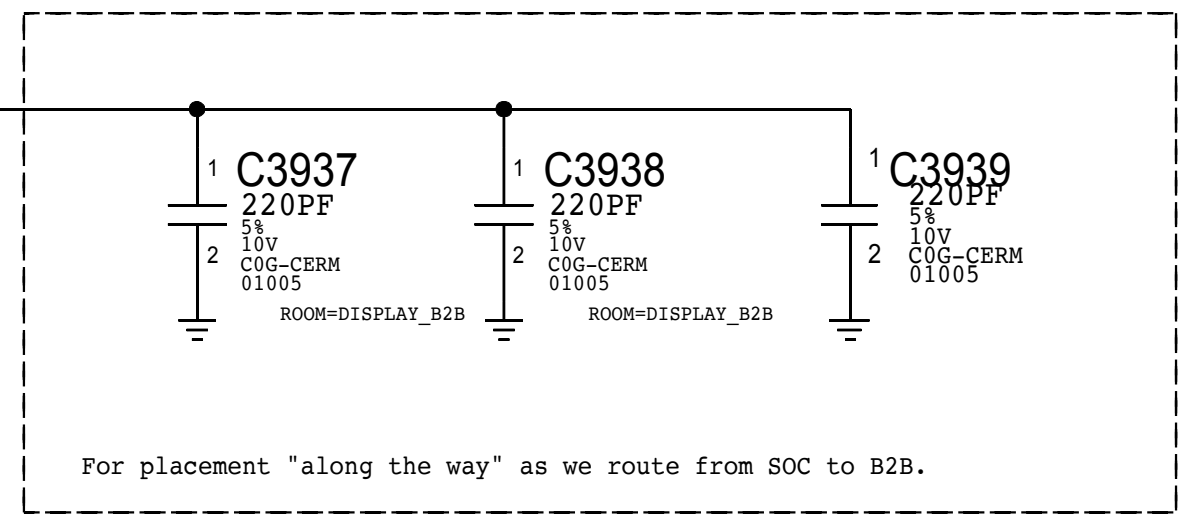 1 C3937
220PF
5%
10V
2
C0G-CERM
01005
ROOM=DISPLAY_B2B
1 C3938
220PF
5%
10V
2
C0G-CERM
01005
ROOM=DISPLAY_B2B
1 C3939
220PF
5%
10V
2
C0G-CERM
01005
For placement "along the way" as we route from SOC to B2B.